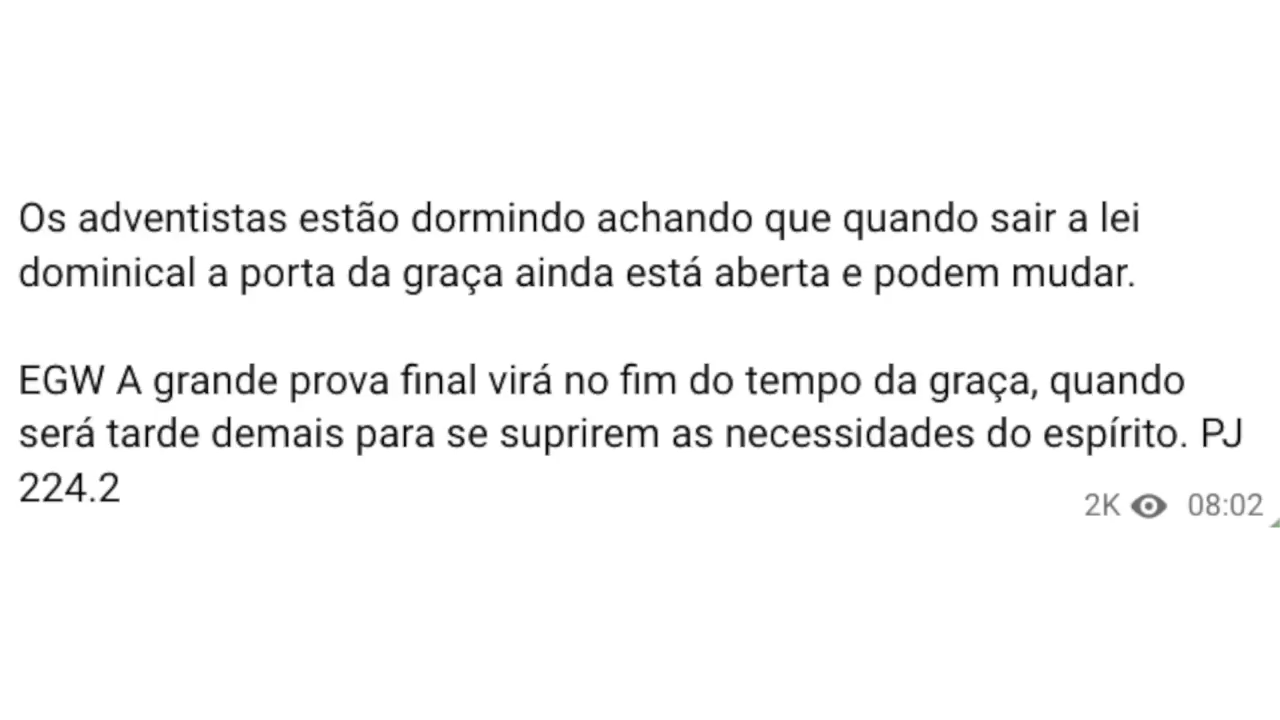 Os adventistas estão dormindo achando que quando sair a lei
dominical a porta da graça ainda está aberta e podem mudar.
EGW A grande prova final virá no fim do tempo da graça, quando
será tarde demais para se suprirem as necessidades do espírito. PJ
224.2
2K 08:02